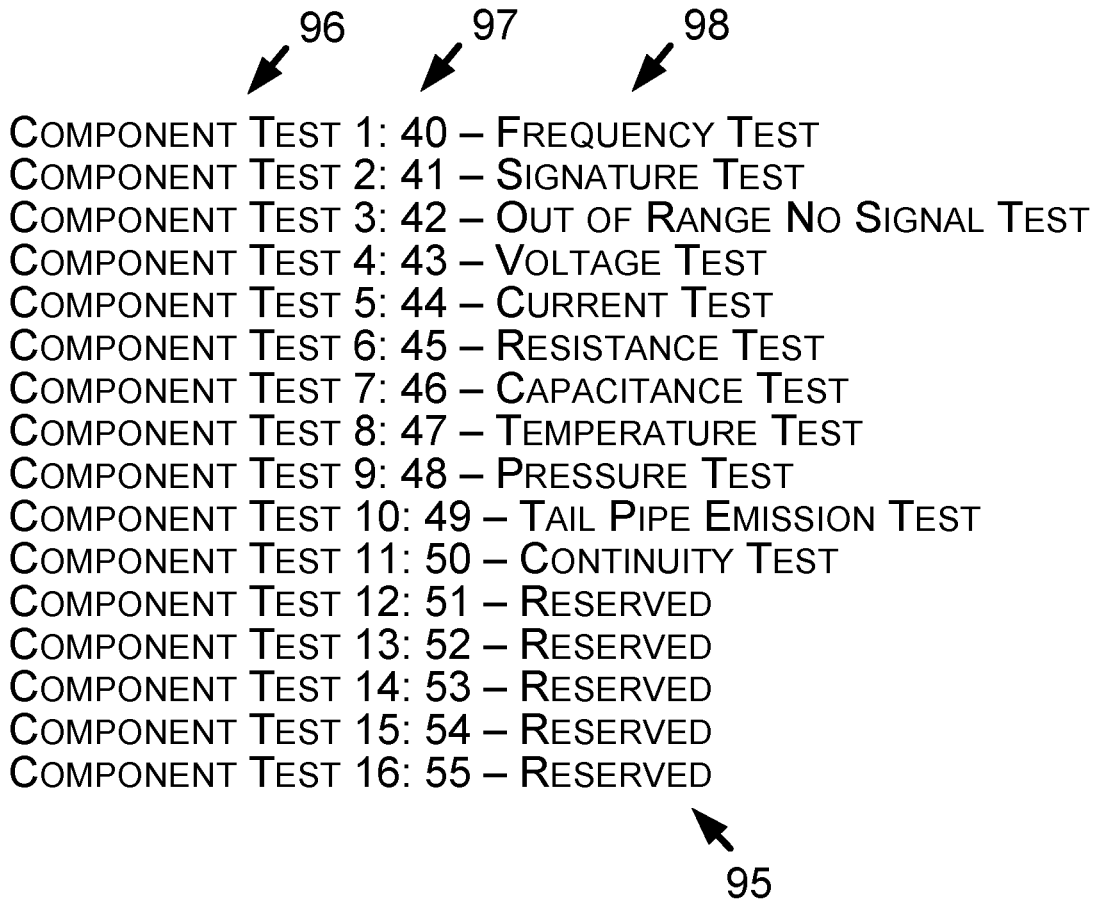 96 97 98
COMPONENT TEST 1: 40 – FREQUENCY TEST
COMPONENT TEST 2: 41 – SIGNATURE TEST
COMPONENT TEST 3: 42 – OUT OF RANGE NO SIGNAL TEST
COMPONENT TEST 4: 43 – VOLTAGE TEST
COMPONENT TEST 5: 44 – CURRENT TEST
COMPONENT TEST 6: 45 – RESISTANCE TEST
COMPONENT TEST 7: 46 – CAPACITANCE TEST
COMPONENT TEST 8: 47 – TEMPERATURE TEST
COMPONENT TEST 9: 48 – PRESSURE TEST
COMPONENT TEST 10: 49 – TAIL PIPE EMISSION TEST
COMPONENT TEST 11: 50 – CONTINUITY TEST
COMPONENT TEST 12: 51 – RESERVED
COMPONENT TEST 13: 52 – RESERVED
COMPONENT TEST 14: 53 – RESERVED
COMPONENT TEST 15: 54 – RESERVED
COMPONENT TEST 16: 55 – RESERVED
95